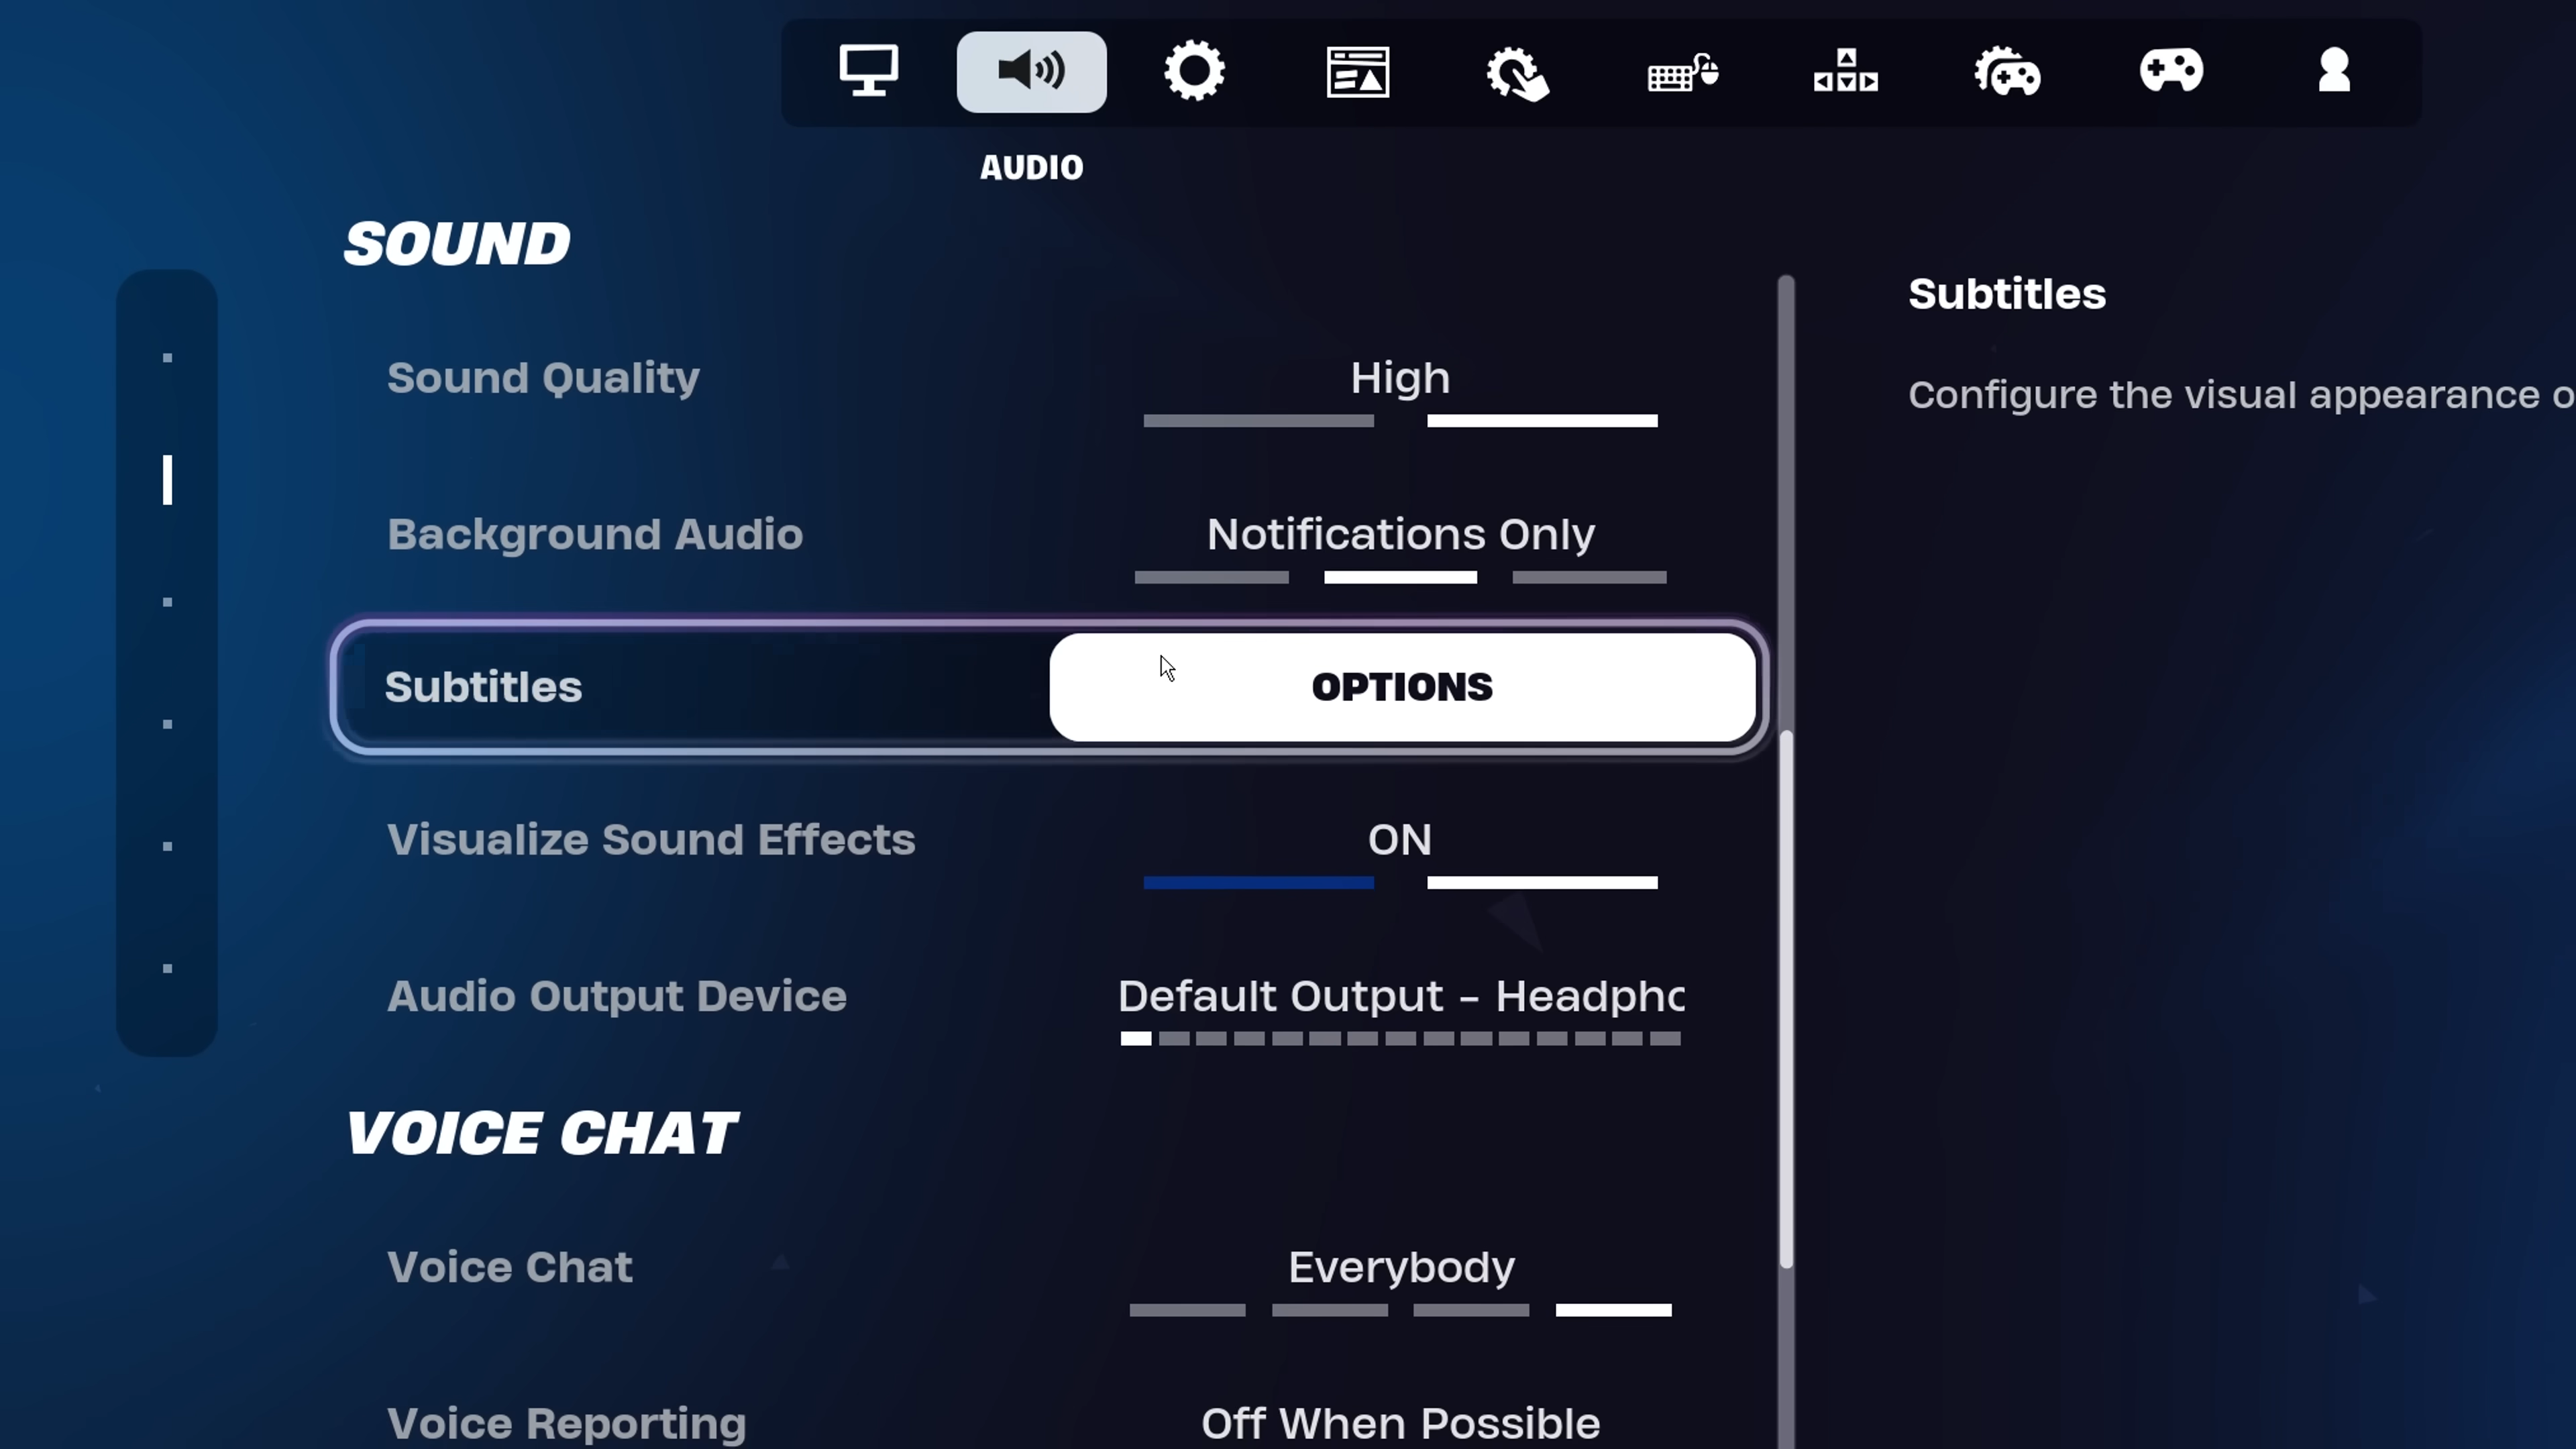 AUDIO
SOUND
Subtitles
Sound Quality High
Configure the visual appearance o
Background Audio Notifications Only
Subtitles OPTIONS
Visualize Sound Effects ON
Audio Output Device Default Output - Headpho
VOICE CHAT
Voice Chat Everybody
Voice Reporting Off When Possible